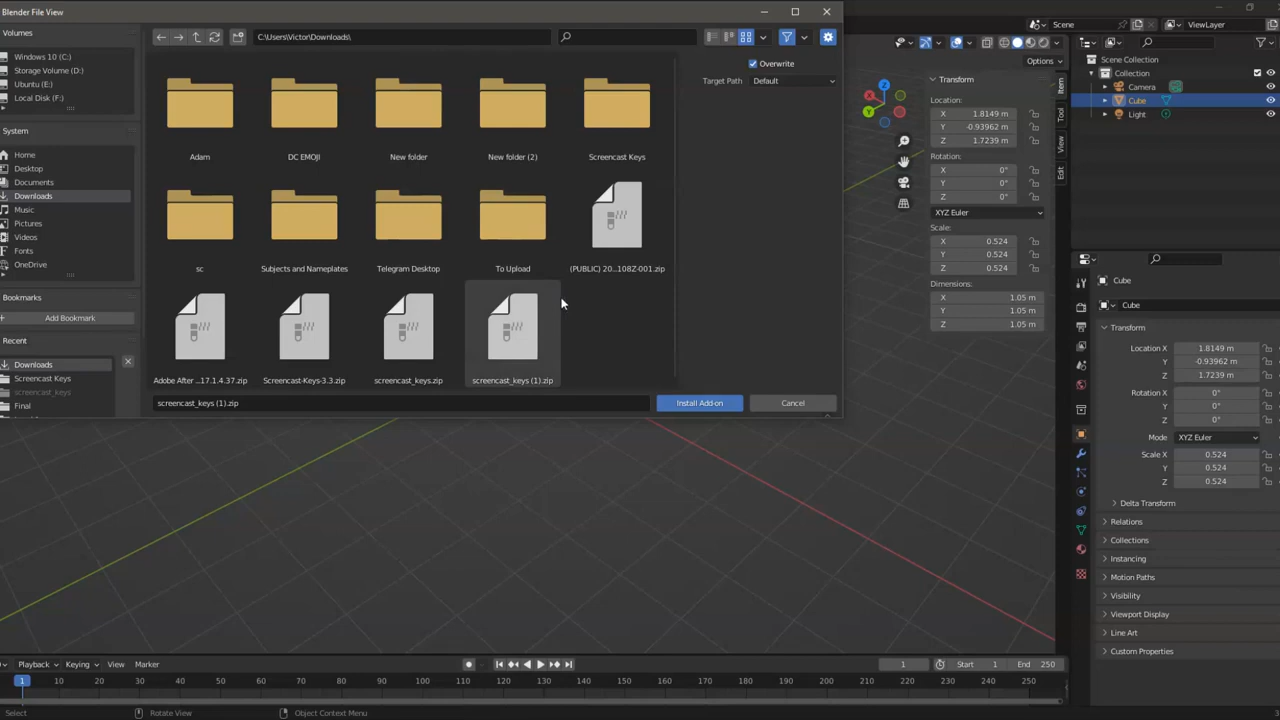 Blender File View
Volumes
Windows 10 (C:)
Storage Volume (D:)
Ubuntu (E:)
Local Disk (F:)
System
Home
Desktop
Documents
Downloads
Music
Pictures
Videos
Fonts
OneDrive
Bookmarks
Add Bookmark
Recent
Downloads
Screencast Keys
screencast_keys
Final
C:\Users\Victor\Downloads\
Overwrite
Target Path Default
Adam
DC EMOJI
New folder
New folder (2)
Screencast Keys
sc
Subjects and Nameplates
Telegram Desktop
To Upload
(PUBLIC) 20...108Z-001.zip
Adobe After ...17.1.4.37.zip
Screencast-Keys-3.3.zip
screencast_keys.zip
screencast_keys (1).zip
screencast_keys (1).zip
Install Add-on
Cancel
Scene
ViewLayer
Options
X
Y
Z
Transform
Location:
X 1.8149 m
Y -0.93962 m
Z 1.7239 m
Rotation:
X 0°
Y 0°
Z 0°
XYZ Euler
Scale:
X 0.524
Y 0.524
Z 0.524
Dimensions:
X 1.05 m
Y 1.05 m
Z 1.05 m
Item
Tool
View
Edit
Scene Collection
Collection
Camera
Cube
Light
Cube
Cube
Transform
Location X 1.8149 m
Y -0.93962 m
Z 1.7239 m
Rotation X 0°
Y 0°
Z 0°
Mode XYZ Euler
Scale X 0.524
Y 0.524
Z 0.524
Delta Transform
Relations
Collections
Instancing
Motion Paths
Visibility
Viewport Display
Line Art
Custom Properties
Playback Keying View Marker
1 Start 1 End 250
1 10 20 30 40 50 60 70 80 90 100 110 120 130 140 150 160 170 180 190 200 210 220 230 240 250
Select Rotate View Object Context Menu